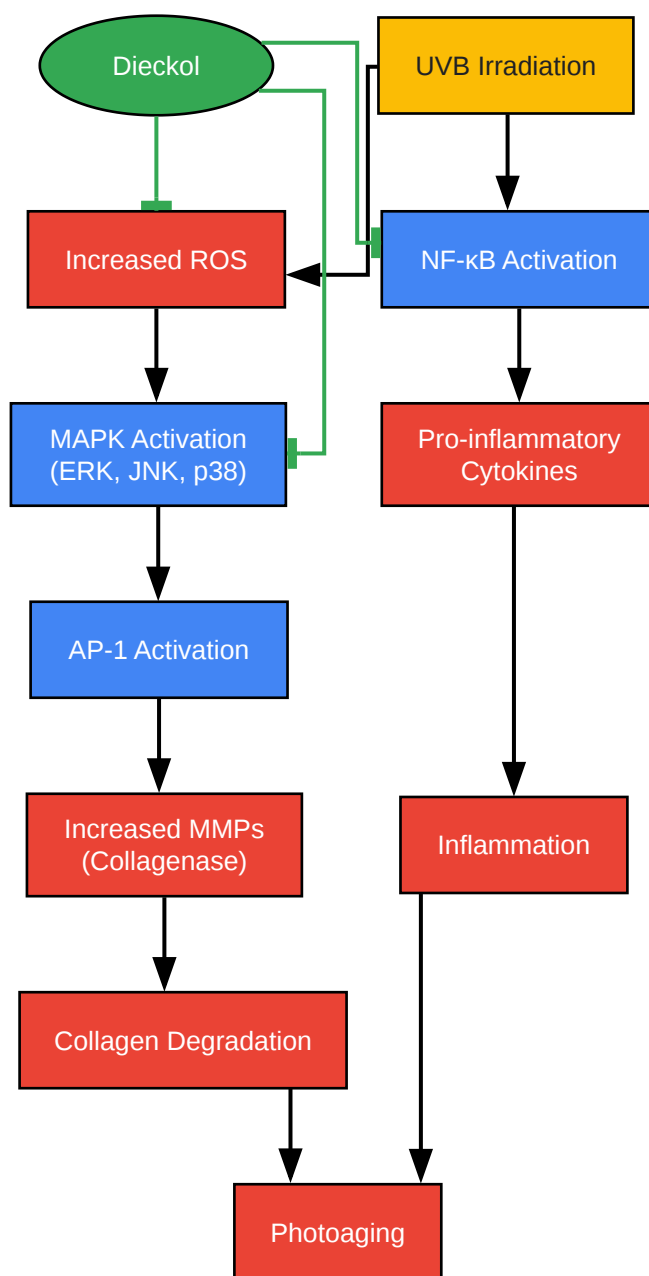 Dieckol
UVB Irradiation
Increased ROS
NF-κB Activation
MAPK Activation
(ERK, JNK, p38)
Pro-inflammatory
Cytokines
AP-1 Activation
Increased MMPs
(Collagenase)
Inflammation
Collagen Degradation
Photoaging